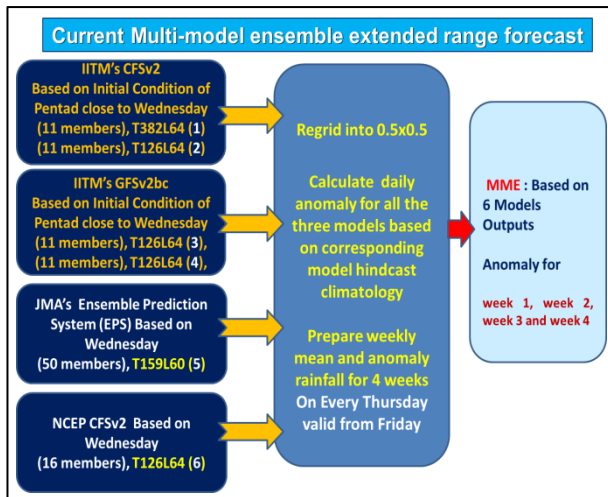 Current Multi-model ensemble extended range forecast
IITM's CFSv2
Based on Initial Condition of
Pentad close to Wednesday
(11 members), T382L64 (1)
(11 members), T126L64 (2)
IITM's GFSv2bc
Based on Initial Condition of
Pentad close to Wednesday
(11 members), T126L64 (3),
(11 members), T126L64 (4),
JMA's Ensemble Prediction
System (EPS) Based on
Wednesday
(50 members), T159L60 (5)
NCEP CFSv2 Based on
Wednesday
(16 members), T126L64 (6)
Regrid into 0.5x0.5
Calculate daily
anomaly for all the
three models based
on corresponding
model hindcast
climatology
Prepare weekly
mean and anomaly
rainfall for 4 weeks
On Every Thursday
valid from Friday
MME : Based on
6 Models
Outputs
Anomaly for
week 1, week 2,
week 3 and week 4